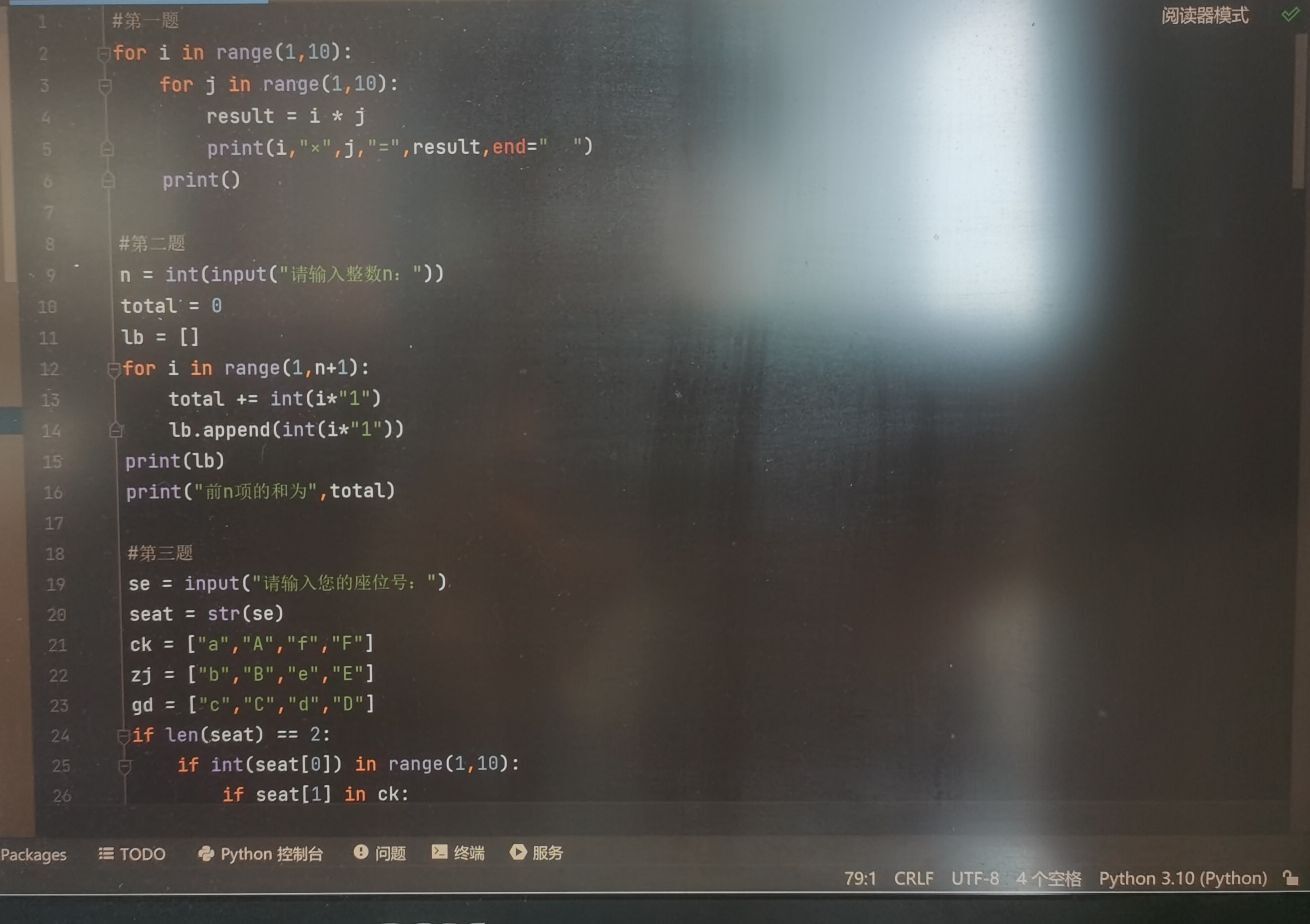 阅读器模式
1 #第一题
2 for i in range(1,10):
3     for j in range(1,10):
4         result = i * j
5         print(i,"×",j,"=",result,end="  ")
6     print()
7
8 #第二题
9 n = int(input("请输入整数n："))
10 total = 0
11 lb = []
12 for i in range(1,n+1):
13     total += int(i*"1")
14     lb.append(int(i*"1"))
15 print(lb)
16 print("前n项的和为",total)
17
18 #第三题
19 se = input("请输入您的座位号：")
20 seat = str(se)
21 ck = ["a","A","f","F"]
22 zj = ["b","B","e","E"]
23 gd = ["c","C","d","D"]
24 if len(seat) == 2:
25     if int(seat[0]) in range(1,10):
26         if seat[1] in ck:
Packages TODO Python 控制台 问题 终端 服务
79:1 CRLF UTF-8 4 个空格 Python 3.10 (Python)